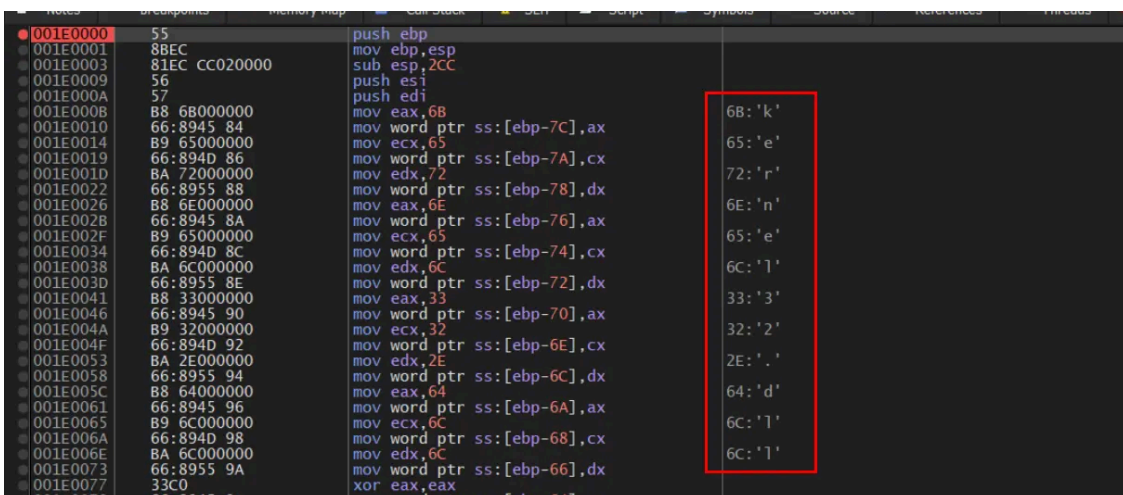 Notes Breakpoints Memory Map Call Stack SEH Script Symbols Source References Threads
001E0000 55 push ebp
001E0001 8BEC mov ebp,esp
001E0003 81EC CC020000 sub esp,2CC
001E0009 56 push esi
001E000A 57 push edi
001E000B B8 6B000000 mov eax,6B 6B:'k'
001E0010 66:8945 84 mov word ptr ss:[ebp-7C],ax
001E0014 B9 65000000 mov ecx,65 65:'e'
001E0019 66:894D 86 mov word ptr ss:[ebp-7A],cx
001E001D BA 72000000 mov edx,72 72:'r'
001E0022 66:8955 88 mov word ptr ss:[ebp-78],dx
001E0026 B8 6E000000 mov eax,6E 6E:'n'
001E002B 66:8945 8A mov word ptr ss:[ebp-76],ax
001E002F B9 65000000 mov ecx,65 65:'e'
001E0034 66:894D 8C mov word ptr ss:[ebp-74],cx
001E0038 BA 6C000000 mov edx,6C 6C:'l'
001E003D 66:8955 8E mov word ptr ss:[ebp-72],dx
001E0041 B8 33000000 mov eax,33 33:'3'
001E0046 66:8945 90 mov word ptr ss:[ebp-70],ax
001E004A B9 32000000 mov ecx,32 32:'2'
001E004F 66:894D 92 mov word ptr ss:[ebp-6E],cx
001E0053 BA 2E000000 mov edx,2E 2E:'.'
001E0058 66:8955 94 mov word ptr ss:[ebp-6C],dx
001E005C B8 64000000 mov eax,64 64:'d'
001E0061 66:8945 96 mov word ptr ss:[ebp-6A],ax
001E0065 B9 6C000000 mov ecx,6C 6C:'l'
001E006A 66:894D 98 mov word ptr ss:[ebp-68],cx
001E006E BA 6C000000 mov edx,6C 6C:'l'
001E0073 66:8955 9A mov word ptr ss:[ebp-66],dx
001E0077 33C0 xor eax,eax